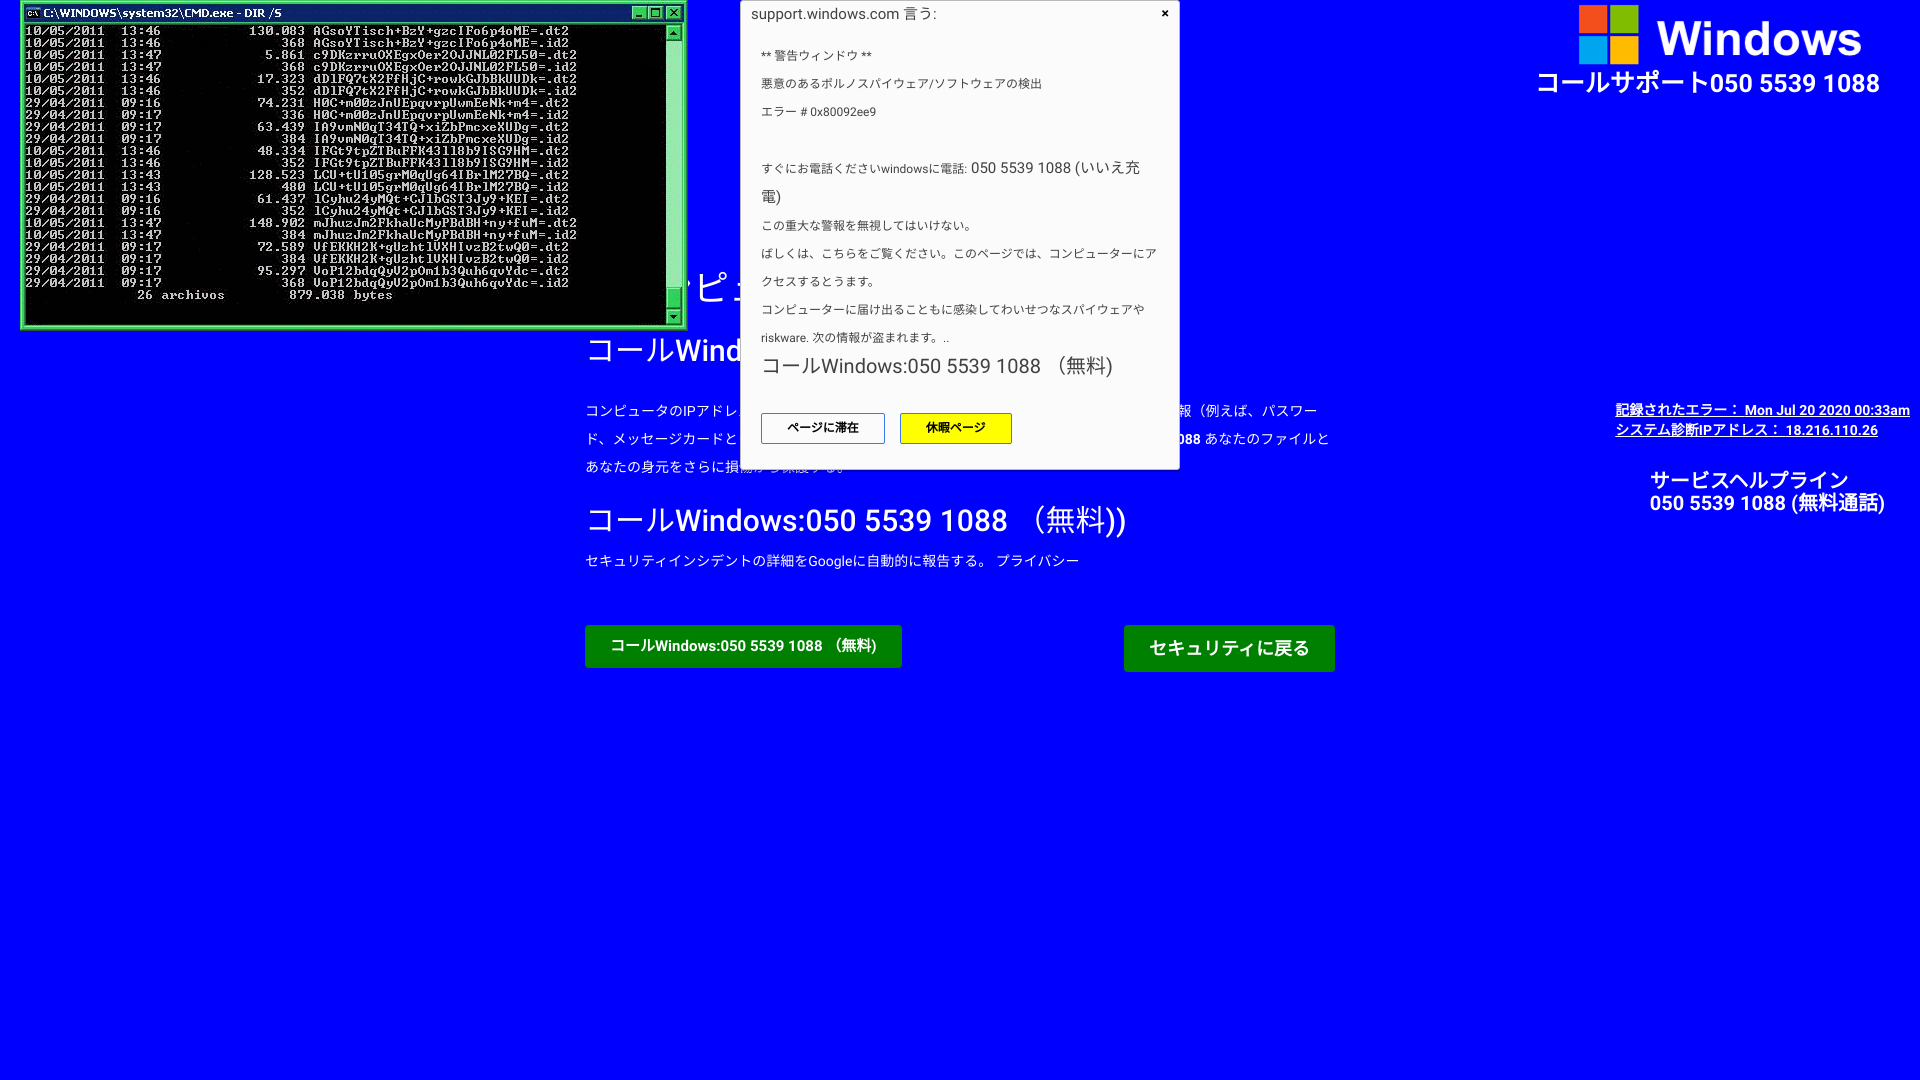 C:\WINDOWS\system32\CMD.exe - DIR /S
10/05/2011 13:46 130.083 AGsoYTisch+BzY+gzcIFo6p4oME=.dt2
10/05/2011 13:46 368 AGsoYTisch+BzY+gzcIFo6p4oME=.id2
10/05/2011 13:47 5.861 c9DKzrruOXEgxOer2OJJNL02FL50=.dt2
10/05/2011 13:47 368 c9DKzrruOXEgxOer2OJJNL02FL50=.id2
10/05/2011 13:46 17.323 dDlFQ7tX2FfHjC+rowkGJbBkUUDk=.dt2
10/05/2011 13:46 352 dDlFQ7tX2FfHjC+rowkGJbBkUUDk=.id2
29/04/2011 09:16 74.231 H0C+m00zJnUEpqvrpUwmEeNk+m4=.dt2
29/04/2011 09:17 336 H0C+m00zJnUEpqvrpUwmEeNk+m4=.id2
29/04/2011 09:17 63.439 IA9vmN0qT34TQ+xiZbPmcxeXUDg=.dt2
29/04/2011 09:17 384 IA9vmN0qT34TQ+xiZbPmcxeXUDg=.id2
10/05/2011 13:46 48.334 IFGt9tpZTBuFFK43ll8b9ISG9HM=.dt2
10/05/2011 13:46 352 IFGt9tpZTBuFFK43ll8b9ISG9HM=.id2
10/05/2011 13:43 128.523 LCU+tU105grM0qUg64IBrlM27BQ=.dt2
10/05/2011 13:43 480 LCU+tU105grM0qUg64IBrlM27BQ=.id2
29/04/2011 09:16 61.437 lCyhu24yMQt+CJlbGST3Jy9+KEI=.dt2
29/04/2011 09:16 352 lCyhu24yMQt+CJlbGST3Jy9+KEI=.id2
10/05/2011 13:47 148.902 mJhuzJm2FkhaUcMyPBdBH+ny+fuM=.dt2
10/05/2011 13:47 384 mJhuzJm2FkhaUcMyPBdBH+ny+fuM=.id2
29/04/2011 09:17 72.589 VfEKKH2K+gUzhtlVXHIvzB2twQ0=.dt2
29/04/2011 09:17 384 VfEKKH2K+gUzhtlVXHIvzB2twQ0=.id2
29/04/2011 09:17 95.297 VoP12bdqQyV2pOm1b3Quh6qvYdc=.dt2
29/04/2011 09:17 368 VoP12bdqQyV2pOm1b3Quh6qvYdc=.id2
26 archivos 879.038 bytes
support.windows.com 言う:
** 警告ウィンドウ **
悪意のあるポルノスパイウェア/ソフトウェアの検出
エラー # 0x80092ee9
すぐにお電話くださいwindowsに電話: 050 5539 1088 (いいえ充
電)
この重大な警報を無視してはいけない。
ばしくは、こちらをご覧ください。このページでは、コンピューターにア
クセスするとうます。
コンピューターに届け出ることもに感染してわいせつなスパイウェアや
riskware. 次の情報が盗まれます。..
コールWindows:050 5539 1088 （無料)
ページに滞在
休暇ページ
Windows
コールサポート050 5539 1088
ピュ
コールWind
コンピュータのIPアドレ
報（例えば、パスワー
ド、メッセージカードと
088 あなたのファイルと
あなたの身元をさらに損傷から保護する。
コールWindows:050 5539 1088 （無料))
セキュリティインシデントの詳細をGoogleに自動的に報告する。 プライバシー
コールWindows:050 5539 1088 （無料)
セキュリティに戻る
記録されたエラー： Mon Jul 20 2020 00:33am
システム診断IPアドレス： 18.216.110.26
サービスヘルプライン
050 5539 1088 (無料通話)